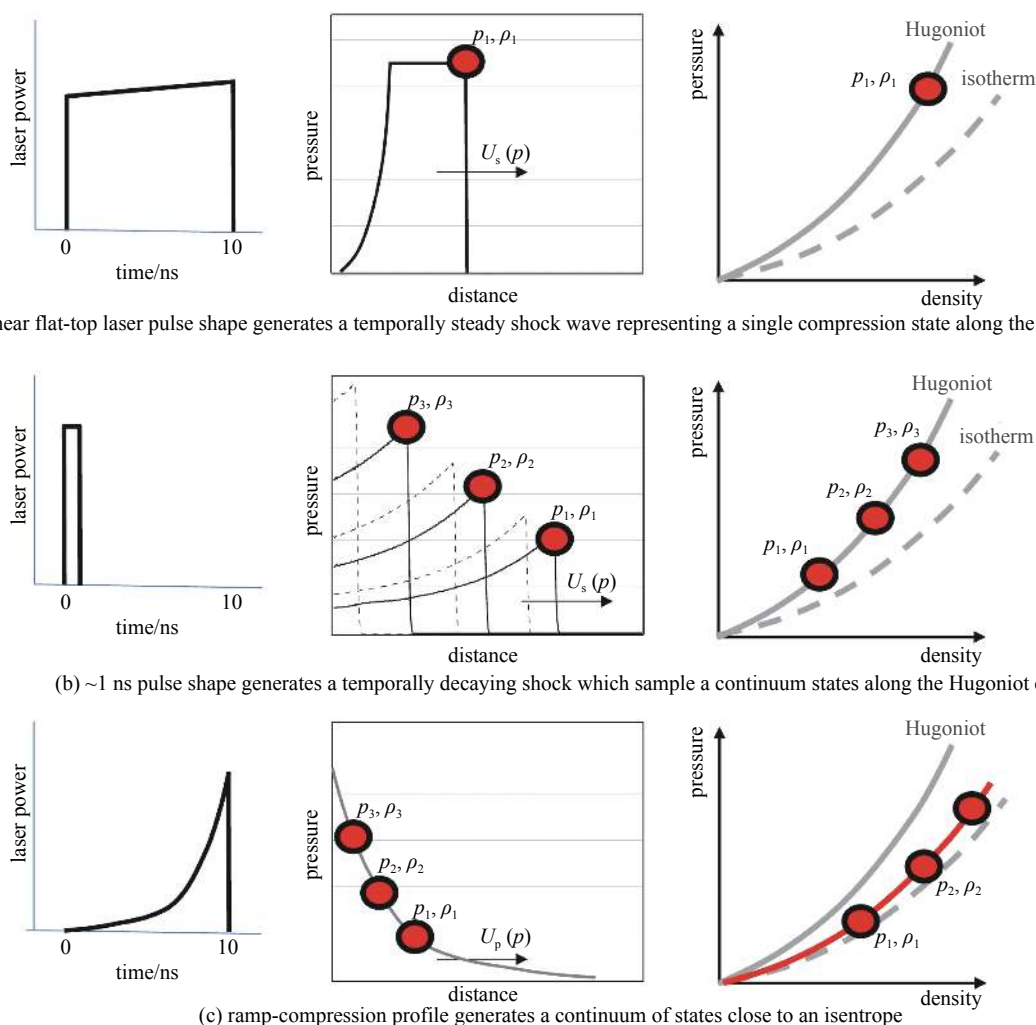 laser power
0
10
time/ns
pressure
p₁, ρ₁
Uₛ (p)
distance
perssure
Hugoniot
p₁, ρ₁
isotherm
density
near flat-top laser pulse shape generates a temporally steady shock wave representing a single compression state along the
laser power
0
10
time/ns
pressure
p₃, ρ₃
p₂, ρ₂
p₁, ρ₁
Uₛ (p)
distance
pressure
Hugoniot
p₃, ρ₃
isotherm
p₂, ρ₂
p₁, ρ₁
density
(b) ~1 ns pulse shape generates a temporally decaying shock which sample a continuum states along the Hugoniot
laser power
0
10
time/ns
pressure
p₃, ρ₃
p₂, ρ₂
p₁, ρ₁
Uₚ (p)
distance
pressure
Hugoniot
p₂, ρ₂
p₁, ρ₁
density
(c) ramp-compression profile generates a continuum of states close to an isentrope